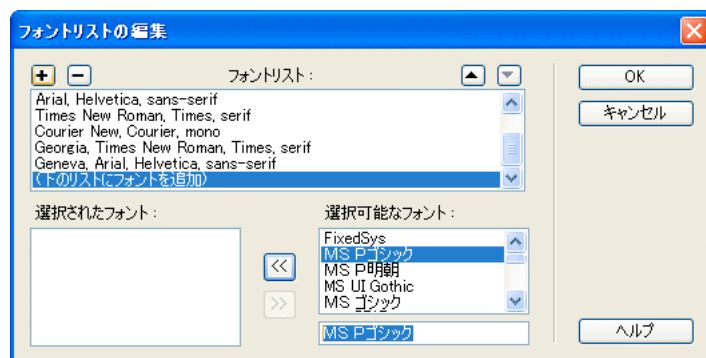 フォントリストの編集
フォントリスト:
Arial, Helvetica, sans-serif
Times New Roman, Times, serif
Courier New, Courier, mono
Georgia, Times New Roman, Times, serif
Geneva, Arial, Helvetica, sans-serif
(下のリストにフォントを追加)
OK
キャンセル
選択されたフォント:
選択可能なフォント:
FixedSys
MS Pゴシック
MS P明朝
MS UI Gothic
MS ゴシック
<<
>>
MS Pゴシック
ヘルプ